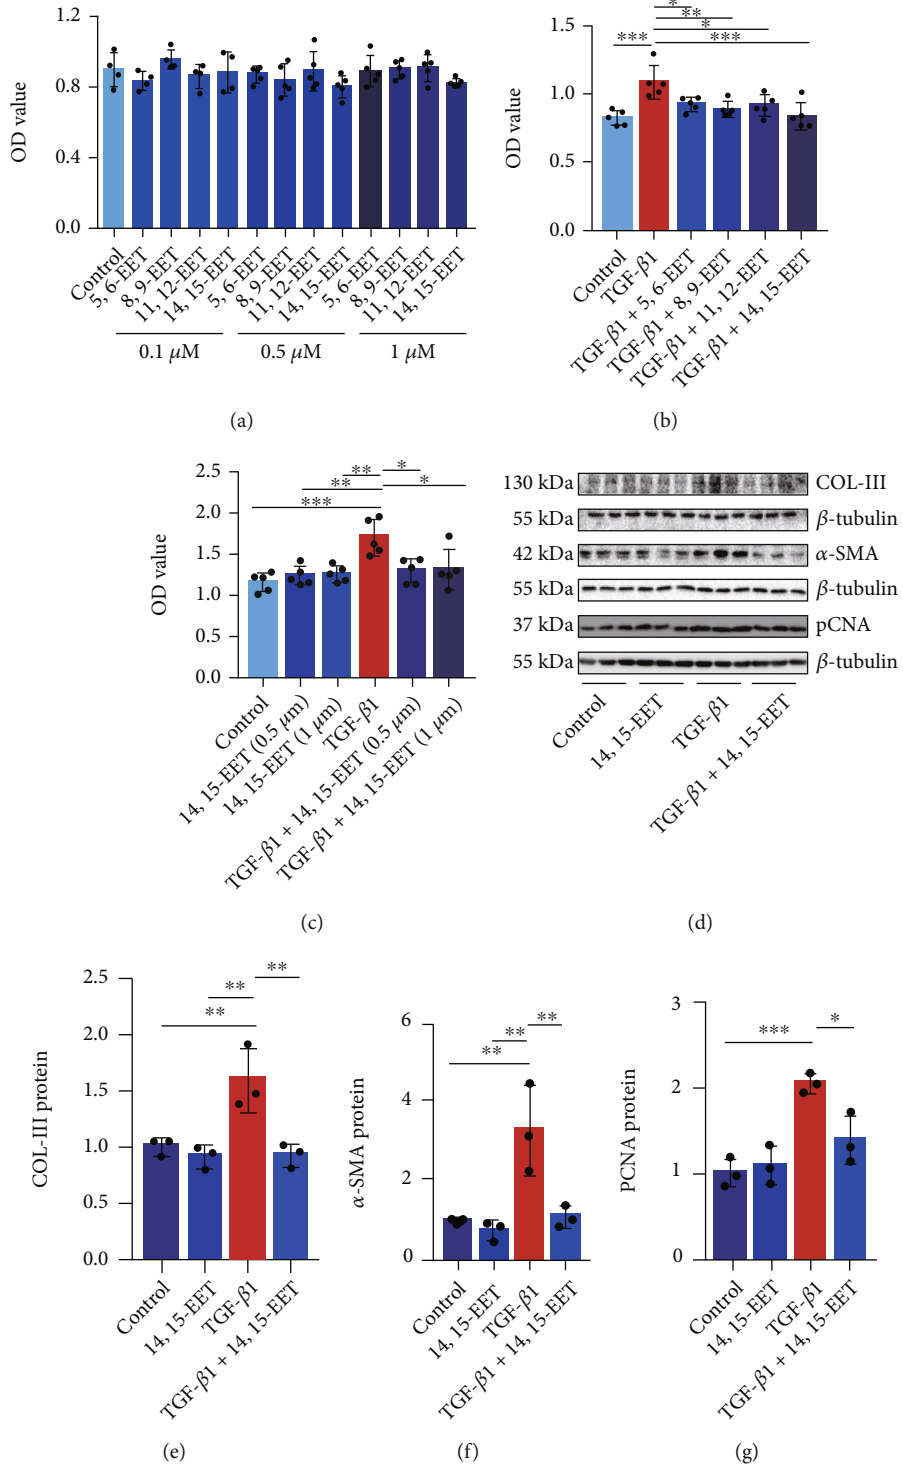 1.2
0.8
0.4
0.0
OD value
Control
5, 6-EET
8, 9-EET
11, 12-EET
14, 15-EET
5, 6-EET
8, 9-EET
11, 12-EET
14, 15-EET
5, 6-EET
8, 9-EET
11, 12-EET
14, 15-EET
0.1 μM
0.5 μM
1 μM
(a)
1.5
1.0
0.5
0.0
OD value
*
**
*
*** ***
Control
TGF-β1
TGF-β1 + 5, 6-EET
TGF-β1 + 8, 9-EET
TGF-β1 + 11, 12-EET
TGF-β1 + 14, 15-EET
(b)
2.5
2.0
1.5
1.0
0.5
0.0
OD value
** *
** *
***
Control
14, 15-EET (0.5 μm)
14, 15-EET (1 μm)
TGF-β1
TGF-β1 + 14, 15-EET (0.5 μm)
TGF-β1 + 14, 15-EET (1 μm)
(c)
130 kDa COL-III
55 kDa β-tubulin
42 kDa α-SMA
55 kDa β-tubulin
37 kDa pCNA
55 kDa β-tubulin
Control
14, 15-EET
TGF-β1
TGF-β1 + 14, 15-EET
(d)
2.5
2.0
1.5
1.0
0.5
0.0
COL-III protein
**
**
**
Control
14, 15-EET
TGF-β1
TGF-β1 + 14, 15-EET
(e)
6
4
2
0
α-SMA protein
**
**
**
Control
14, 15-EET
TGF-β1
TGF-β1 + 14, 15-EET
(f)
3
2
1
0
PCNA protein
*** *
Control
14, 15-EET
TGF-β1
TGF-β1 + 14, 15-EET
(g)